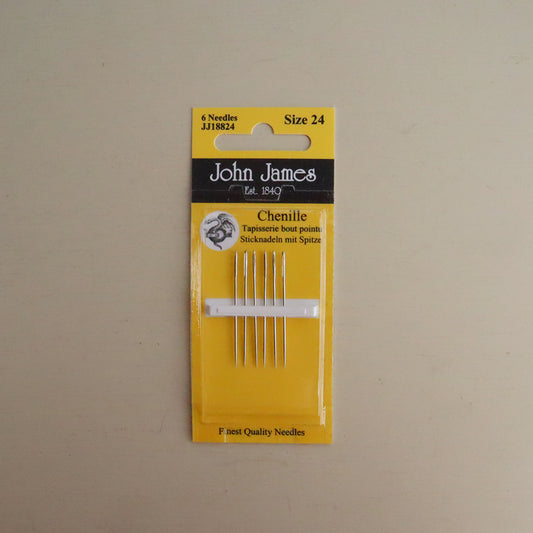 6 Needles Size 24
JJ18824
John James
Est. 1840
Chenille
Tapisserie bout pointu
Sticknadeln mit Spitze
Finest Quality Needles